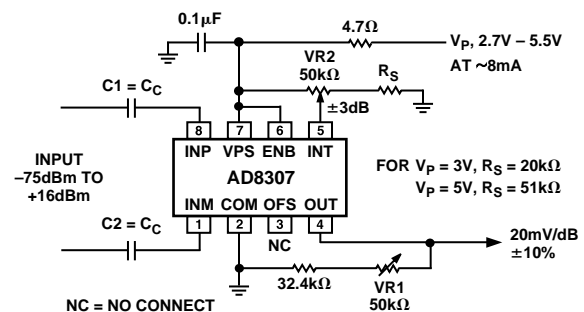 0.1µF
4.7Ω
VP, 2.7V – 5.5V
AT ~8mA
VR2
50kΩ
RS
±3dB
C1 = CC
8 7 6 5
INP VPS ENB INT
INPUT
–75dBm TO
+16dBm
AD8307
FOR VP = 3V, RS = 20kΩ
VP = 5V, RS = 51kΩ
INM COM OFS OUT
1 2 3 4
C2 = CC
NC
20mV/dB
±10%
32.4kΩ
VR1
50kΩ
NC = NO CONNECT